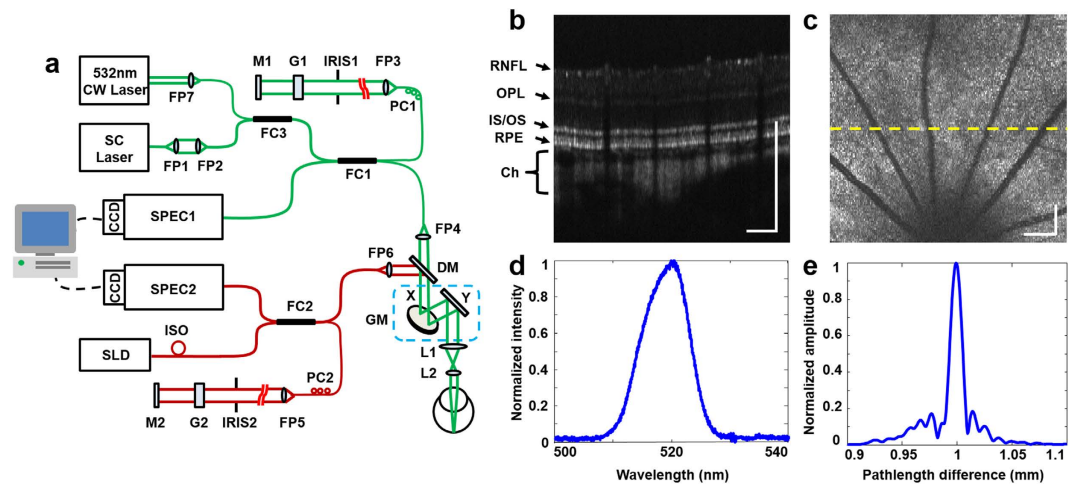 a
532nm
CW Laser
FP7
SC
Laser
FP1 FP2
FC3
M1 G1 IRIS1 FP3
PC1
FC1
CCD
SPEC1
FP4
FP6
DM
CCD
SPEC2
FC2
X
Y
GM
ISO
SLD
L1
L2
PC2
M2 G2 IRIS2 FP5
b
RNFL
OPL
IS/OS
RPE
Ch
c
d
Normalized intensity
1
0.8
0.6
0.4
0.2
0
500 520 540
Wavelength (nm)
e
Normalized amplitude
1
0.8
0.6
0.4
0.2
0
0.9 0.95 1 1.05 1.1
Pathlength difference (mm)